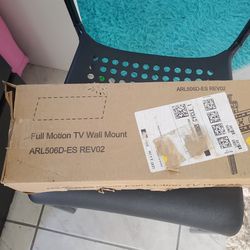 ARL506D-ES REV02
Full Motion TV Wall Mount
ARL506D-ES REV02